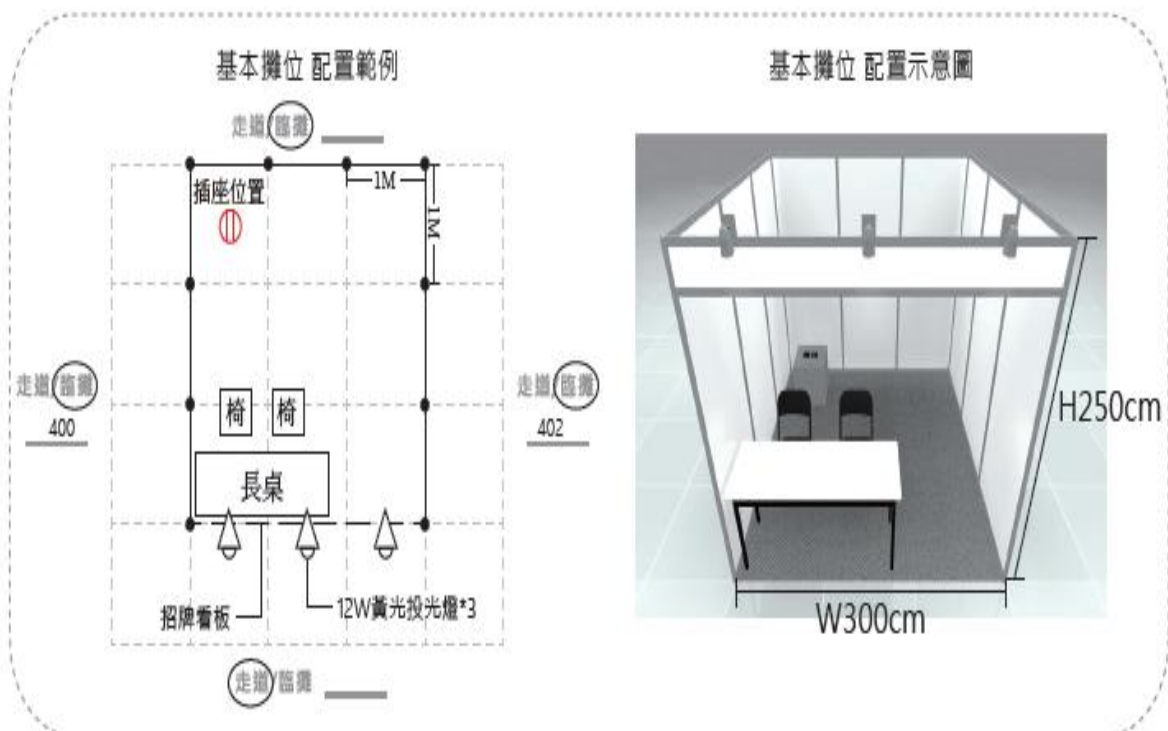 基本攤位 配置範例
走道/臨攤
插座位置
1M
1M
走道/臨攤
400
椅 椅
長桌
走道/臨攤
402
招牌看板
12W黃光投光燈*3
走道/臨攤
基本攤位 配置示意圖
H250cm
W300cm